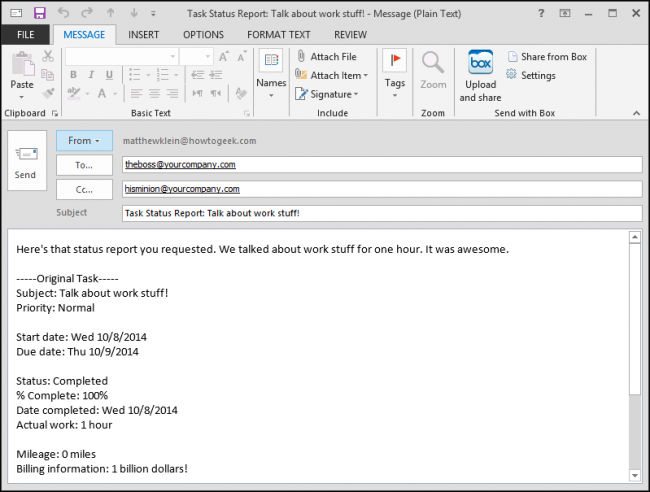 Task Status Report: Talk about work stuff! - Message (Plain Text)
?
FILE
MESSAGE
INSERT
OPTIONS
FORMAT TEXT
REVIEW
Paste
B I U
A
Names
Attach File
Attach Item
Signature
Tags
Zoom
box
Upload
and share
Share from Box
Settings
Clipboard
Basic Text
Include
Zoom
Send with Box
Send
From
matthewklein@howtogeek.com
To...
theboss@yourcompany.com
Cc...
hisminion@yourcompany.com
Subject
Task Status Report: Talk about work stuff!
Here's that status report you requested. We talked about work stuff for one hour. It was awesome.
-----Original Task-----
Subject: Talk about work stuff!
Priority: Normal
Start date: Wed 10/8/2014
Due date: Thu 10/9/2014
Status: Completed
% Complete: 100%
Date completed: Wed 10/8/2014
Actual work: 1 hour
Mileage: 0 miles
Billing information: 1 billion dollars!